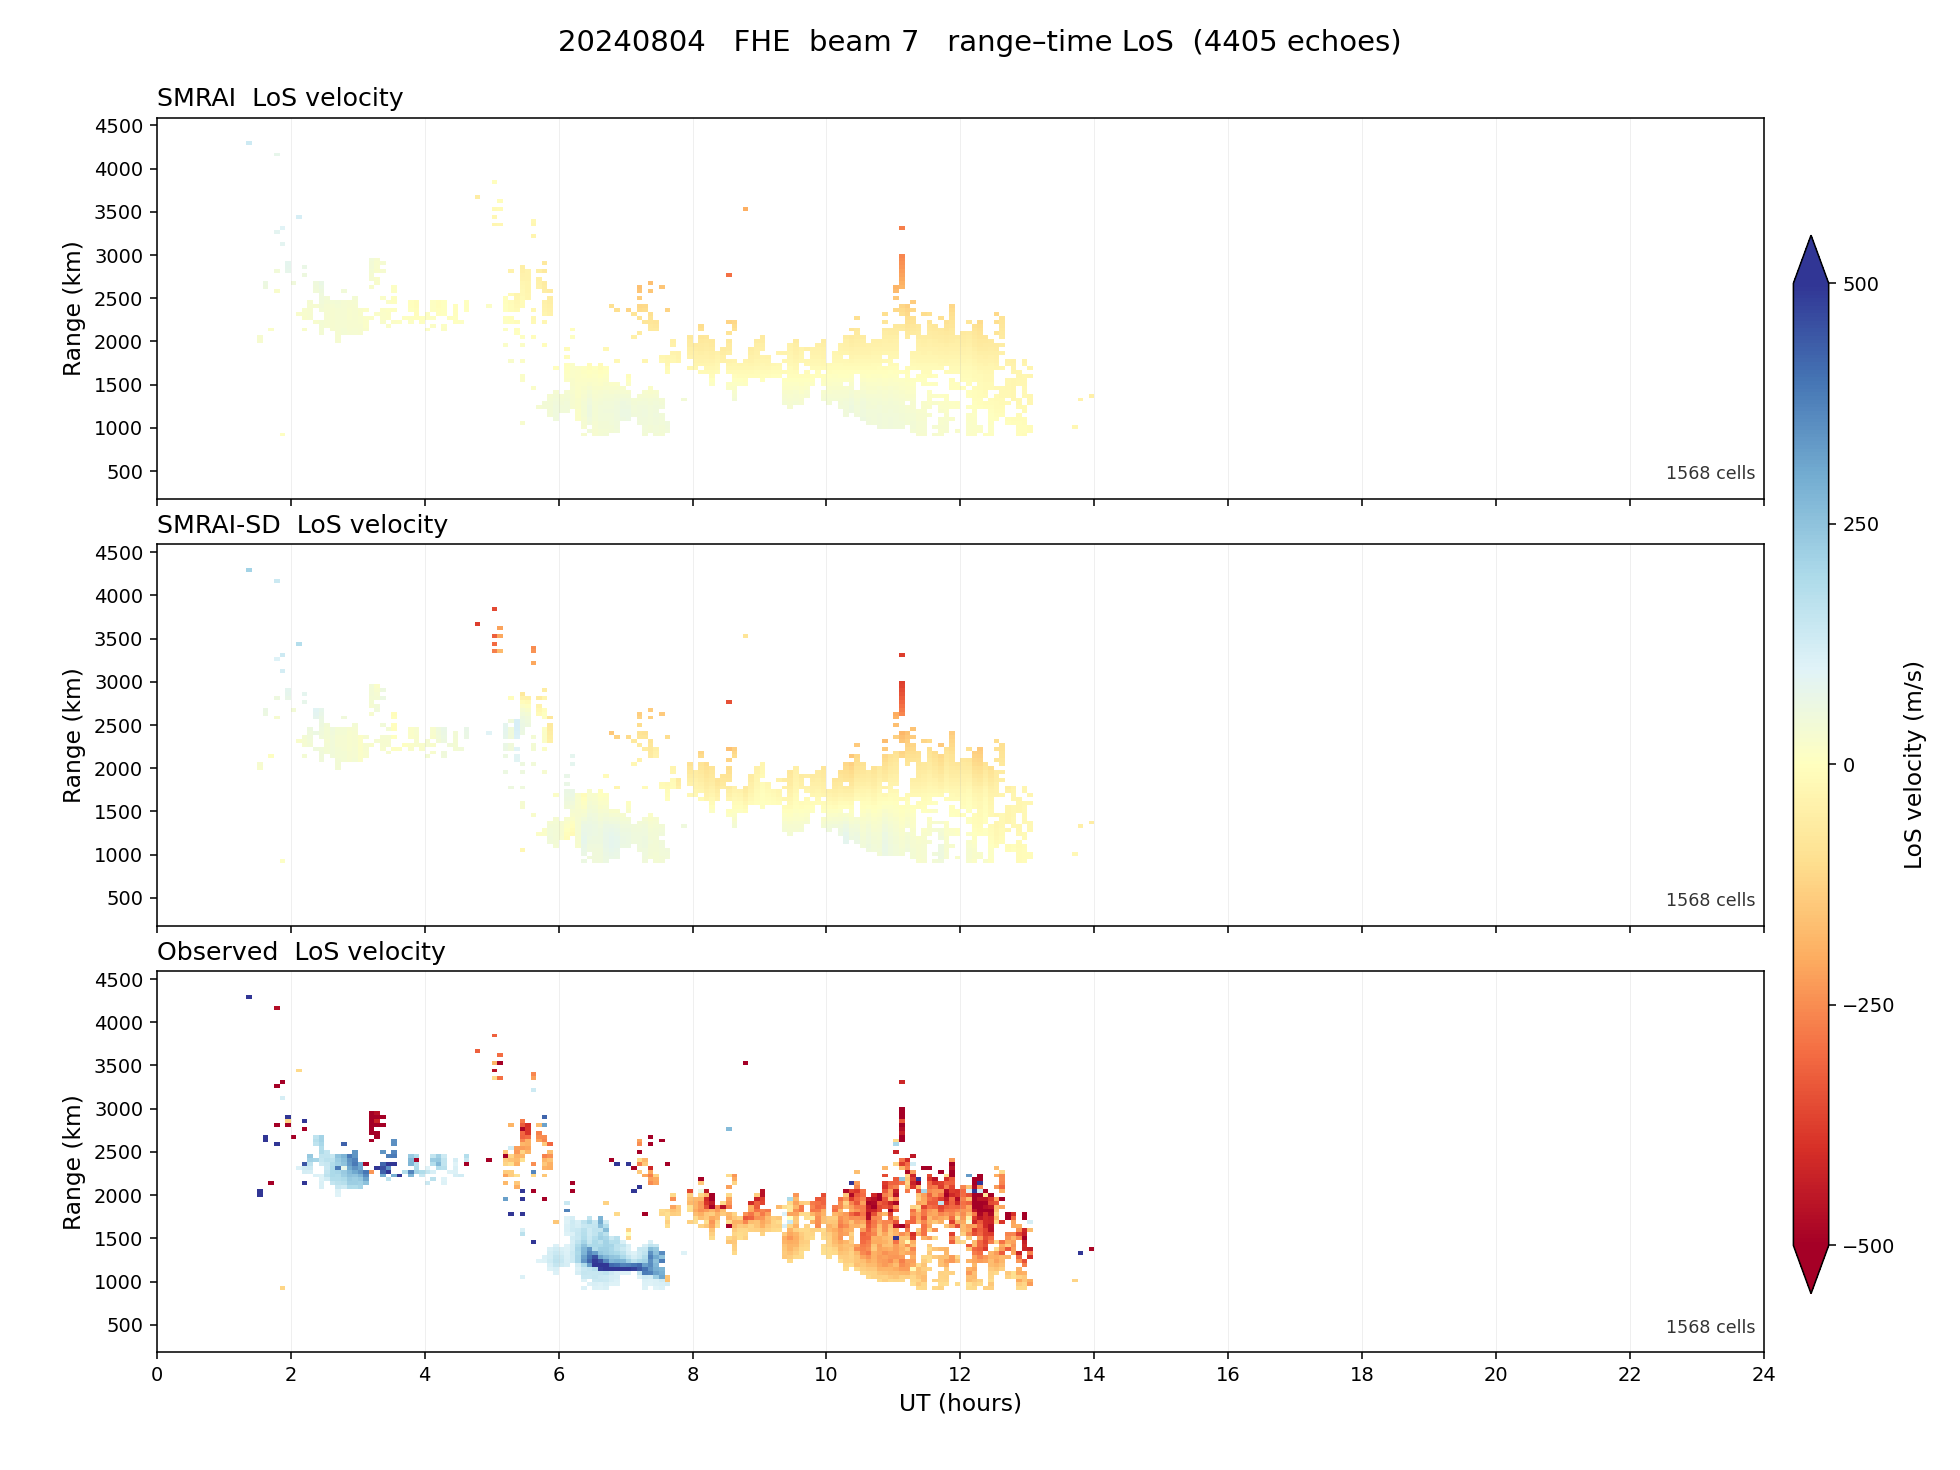 20240804   FHE  beam 7   range–time LoS  (4405 echoes)
SMRAI  LoS velocity
4500
4000
3500
3000
2500
2000
1500
1000
500
Range (km)
1568 cells
SMRAI-SD  LoS velocity
4500
4000
3500
3000
2500
2000
1500
1000
500
Range (km)
1568 cells
Observed  LoS velocity
4500
4000
3500
3000
2500
2000
1500
1000
500
Range (km)
1568 cells
0 2 4 6 8 10 12 14 16 18 20 22 24
UT (hours)
500
250
0
−250
−500
LoS velocity (m/s)